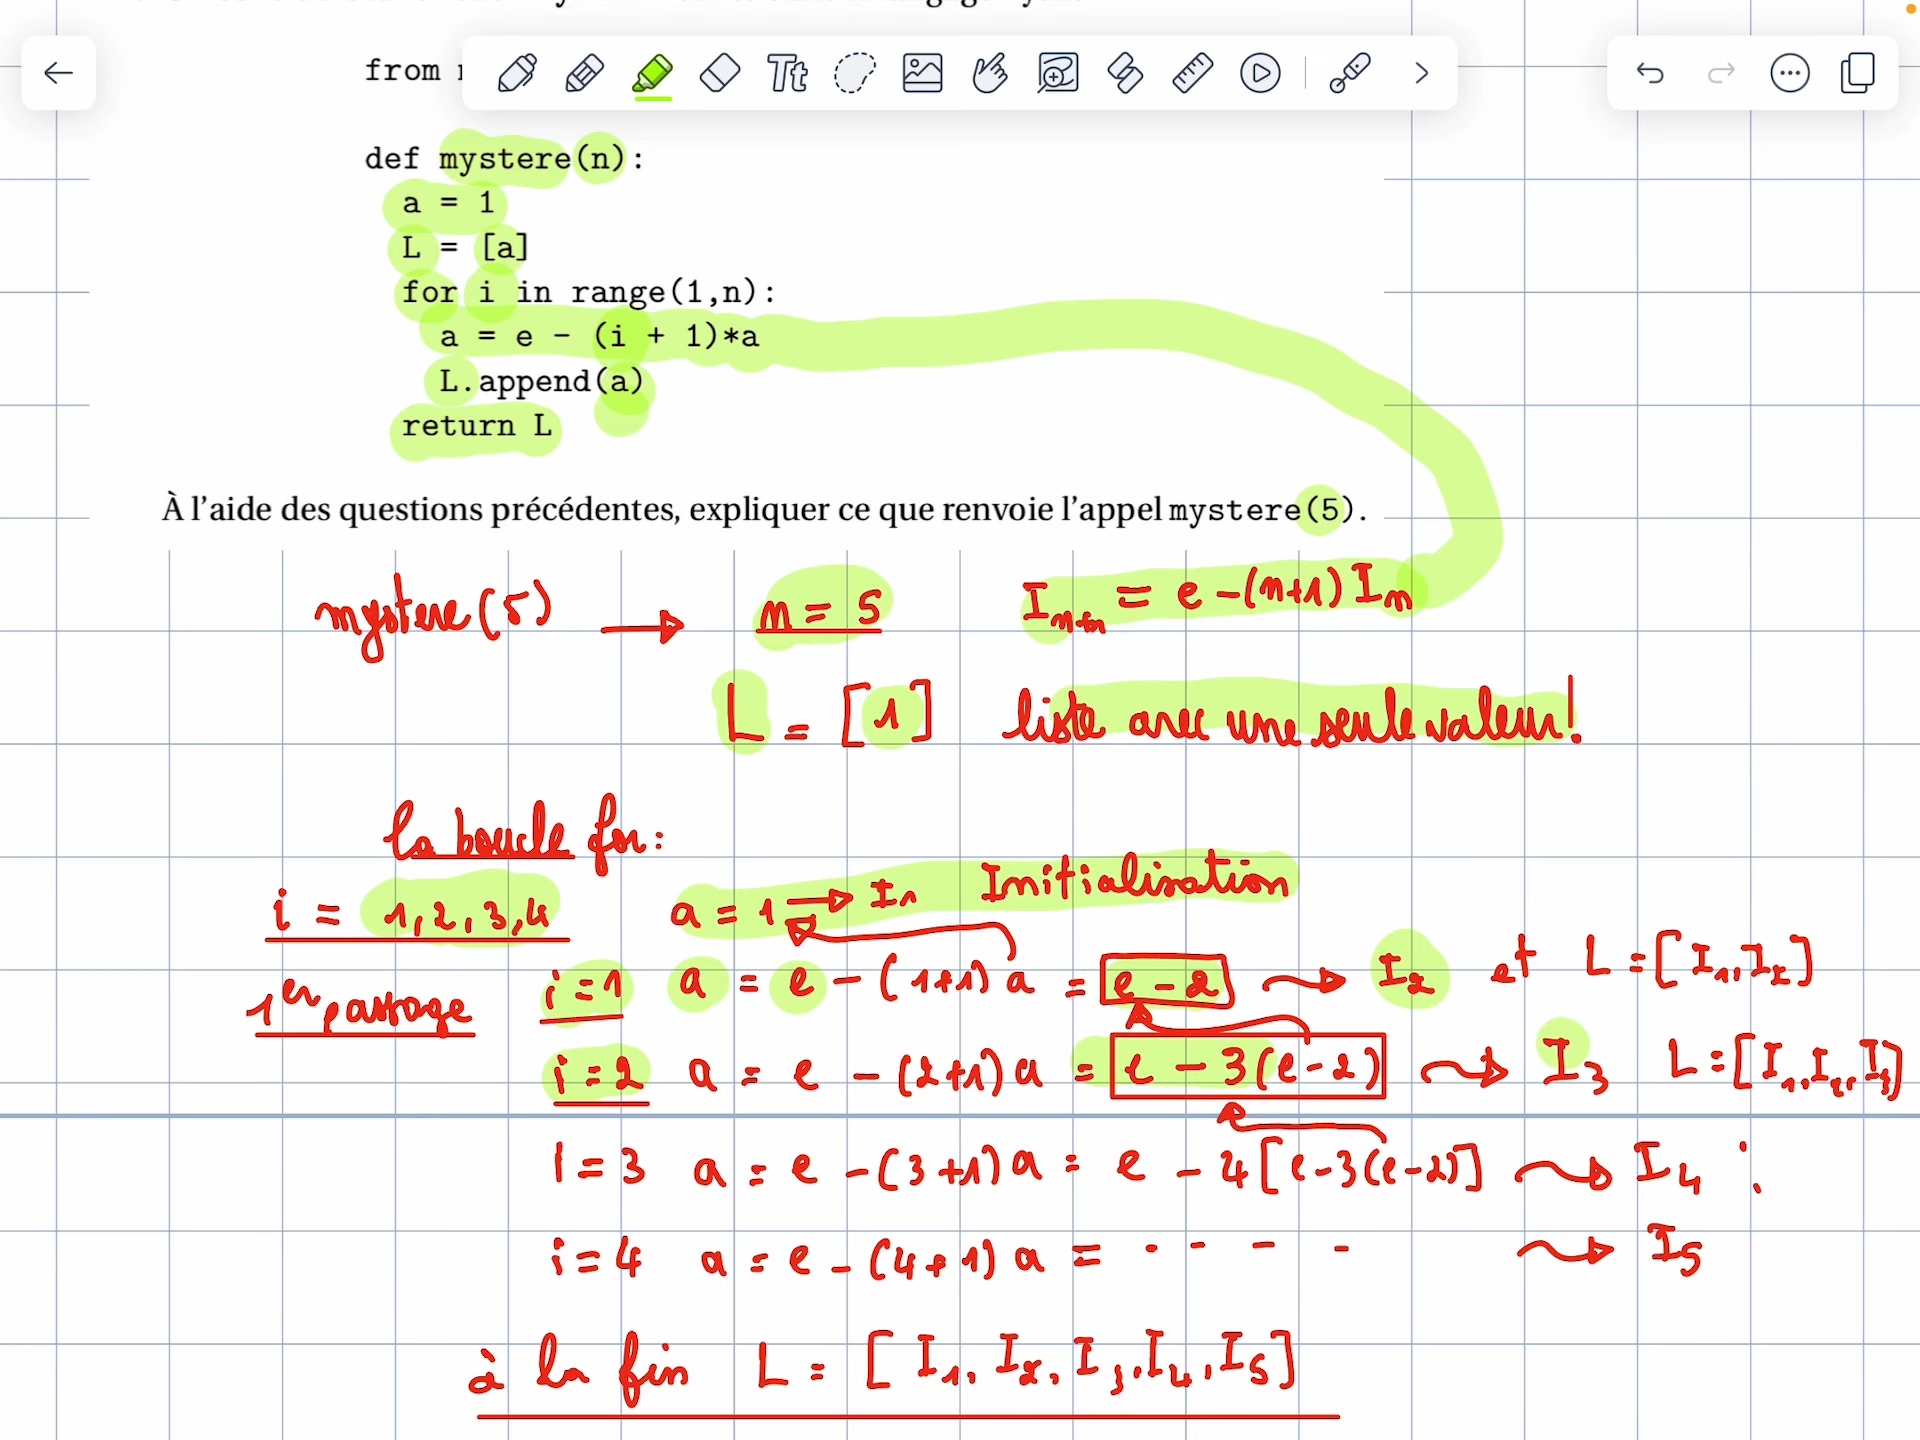 from
Tt
def mystere(n):
a = 1
L = [a]
for i in range(1,n):
a = e - (i + 1)*a
L.append(a)
return L
À l'aide des questions précédentes, expliquer ce que renvoie l'appel mystere(5).
mystere(5) → n = 5 I_{n+1} = e - (n+1) I_n
L = [1] liste avec une seule valeur!
la boucle for:
i = 1, 2, 3, 4 a = 1 → I_1 Initialisation
1er passage i = 1 a = e - (1+1) a = e - 2 → I_2 et L = [I_1, I_2]
i = 2 a = e - (2+1) a = e - 3(e-2) → I_3 L = [I_1, I_2, I_3]
i = 3 a = e - (3+1) a = e - 4[e-3(e-2)] → I_4 :
i = 4 a = e - (4+1) a = - - - - → I_5
à la fin L = [I_1, I_2, I_3, I_4, I_5]